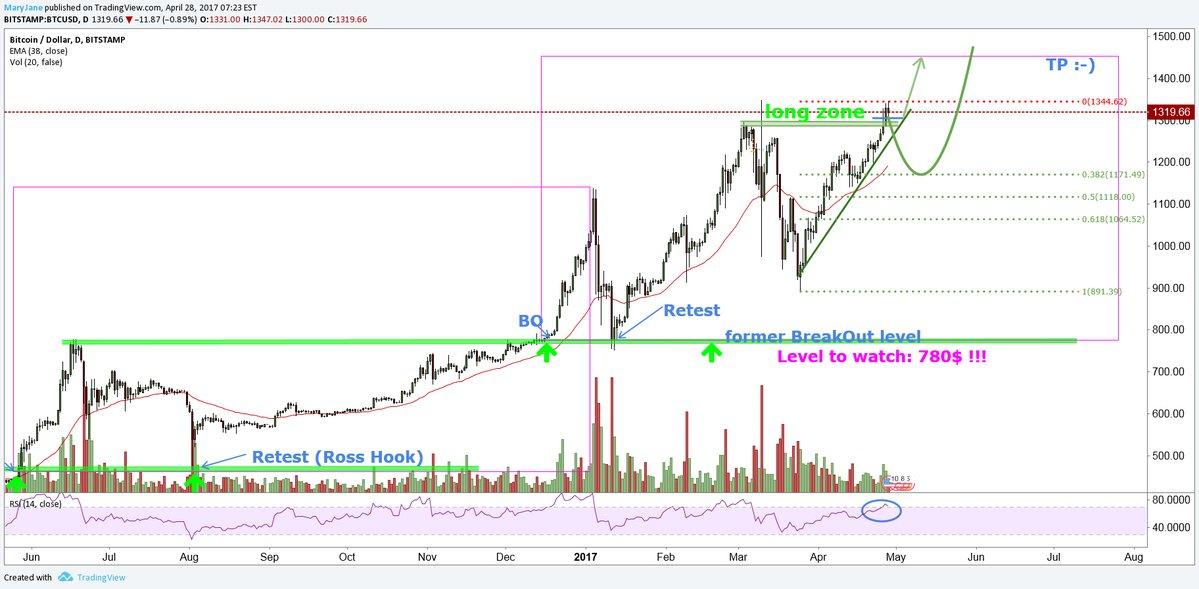 MaryJane published on TradingView.com, April 28, 2017 07:23 EST
BITSTAMP:BTCUSD, D 1319.66 ▼ −11.87 (−0.89%) O:1331.00 H:1347.02 L:1300.00 C:1319.66
Bitcoin / Dollar, D, BITSTAMP
EMA (38, close)
Vol (20, false)
1500.00
TP :-)
1400.00
0(1344.62)
long zone
1319.66
1300.00
1200.00
0.382(1171.49)
0.5(1118.00)
1100.00
0.618(1064.52)
1000.00
1(891.39)
900.00
Retest
BO
800.00
former BreakOut level
Level to watch: 780$ !!!
700.00
600.00
500.00
Retest (Ross Hook)
10 8 3
RSI (14, close)
80.0000
40.0000
Jun Jul Aug Sep Oct Nov Dec 2017 Feb Mar Apr May Jun Jul Aug
Created with TradingView